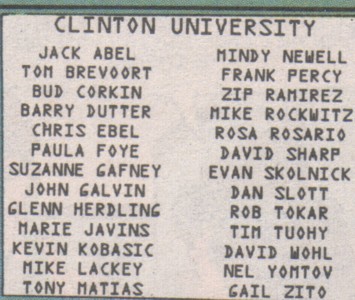 CLINTON UNIVERSITY
JACK ABEL
TOM BREVOORT
BUD CORKIN
BARRY DUTTER
CHRIS EBEL
PAULA FOYE
SUZANNE GAFNEY
JOHN GALVIN
GLENN HERDLING
MARIE JAVINS
KEVIN KOBASIC
MIKE LACKEY
TONY MATIAS
MINDY NEWELL
FRANK PERCY
ZIP RAMIREZ
MIKE ROCKWITZ
ROSA ROSARIO
DAVID SHARP
EVAN SKOLNICK
DAN SLOTT
ROB TOKAR
TIM TUOHY
DAVID WOHL
NEL YOMTOV
GAIL ZITO